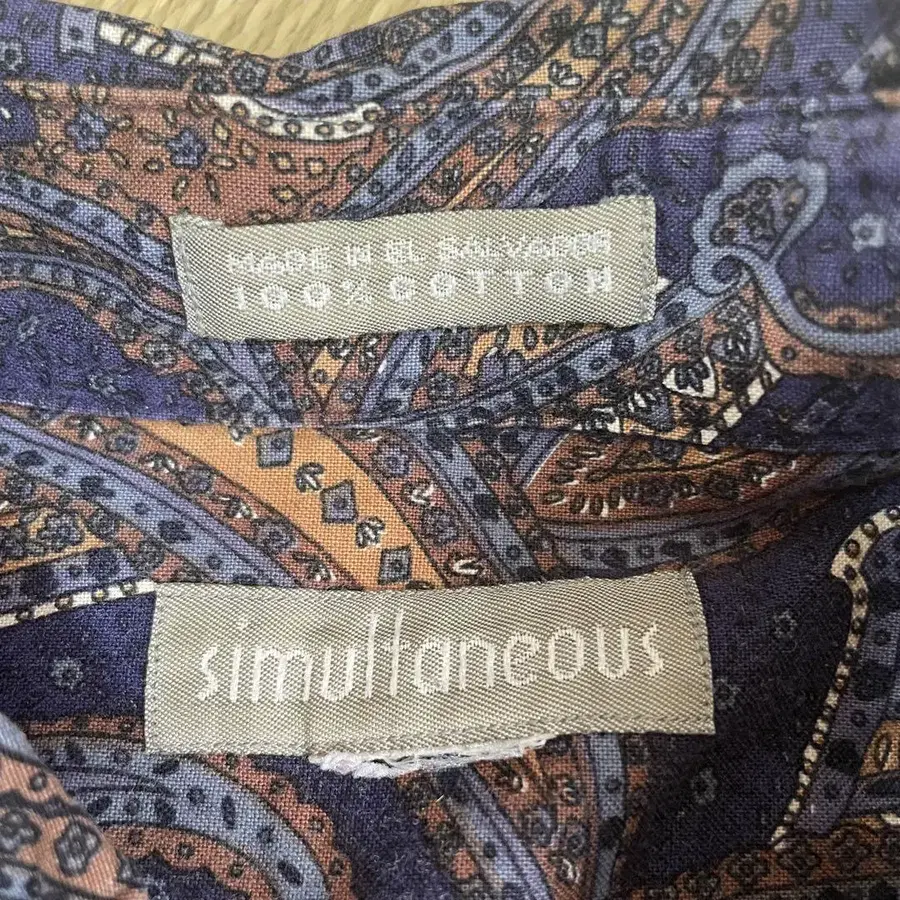 MADE IN EL SALVADOR
100% COTTON
simultaneous